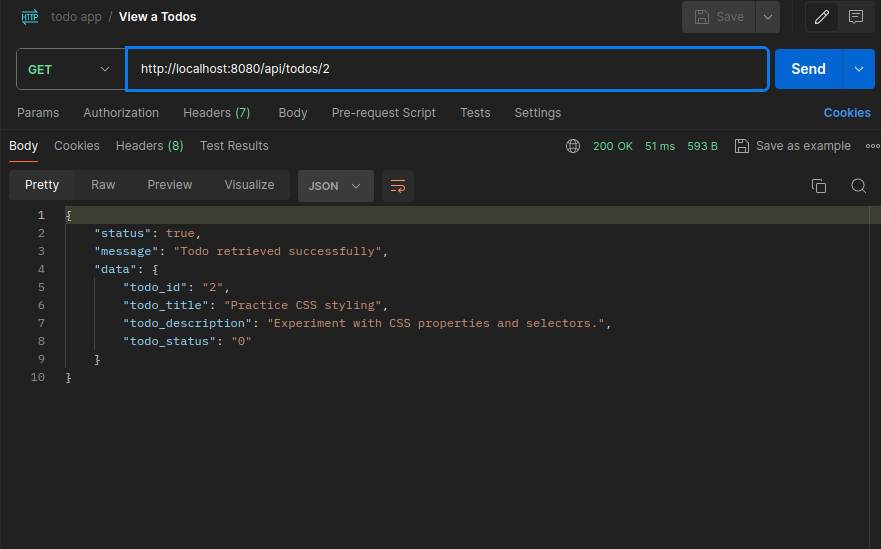 HTTP todo app / View a Todos Save
GET http://localhost:8080/api/todos/2 Send
Params Authorization Headers (7) Body Pre-request Script Tests Settings Cookies
Body Cookies Headers (8) Test Results 200 OK 51 ms 593 B Save as example
Pretty Raw Preview Visualize JSON
1 {
2 "status": true,
3 "message": "Todo retrieved successfully",
4 "data": {
5 "todo_id": "2",
6 "todo_title": "Practice CSS styling",
7 "todo_description": "Experiment with CSS properties and selectors.",
8 "todo_status": "0"
9 }
10 }